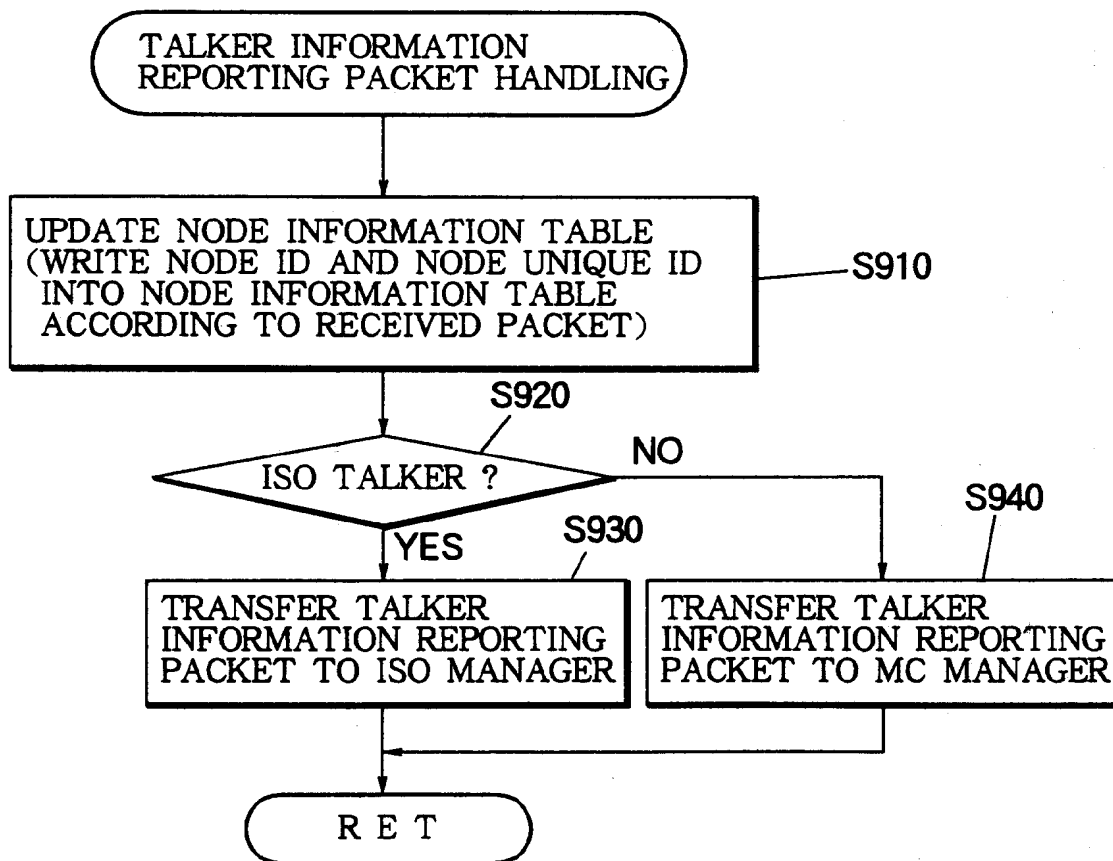 TALKER INFORMATION
REPORTING PACKET HANDLING
UPDATE NODE INFORMATION TABLE
(WRITE NODE ID AND NODE UNIQUE ID
INTO NODE INFORMATION TABLE
ACCORDING TO RECEIVED PACKET)
S910
S920
ISO TALKER ?
NO
YES
S930
TRANSFER TALKER
INFORMATION REPORTING
PACKET TO ISO MANAGER
S940
TRANSFER TALKER
INFORMATION REPORTING
PACKET TO MC MANAGER
R E T